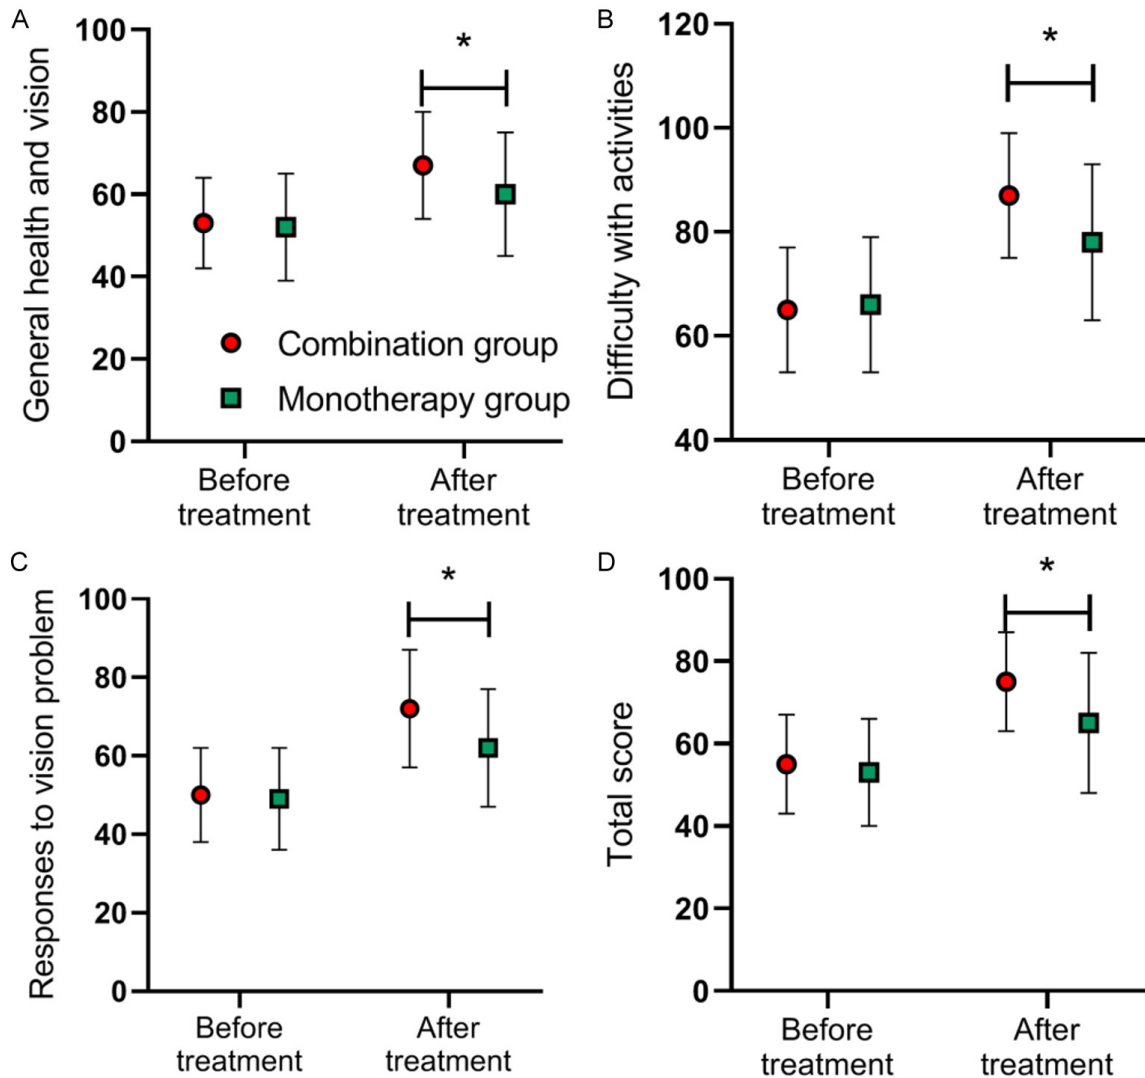 A
General health and vision
100
80
60
40
20
0
*
Combination group
Monotherapy group
Before
treatment
After
treatment
B
Difficulty with activities
120
100
80
60
40
*
Before
treatment
After
treatment
C
Responses to vision problem
100
80
60
40
20
0
*
Before
treatment
After
treatment
D
Total score
100
80
60
40
20
0
*
Before
treatment
After
treatment